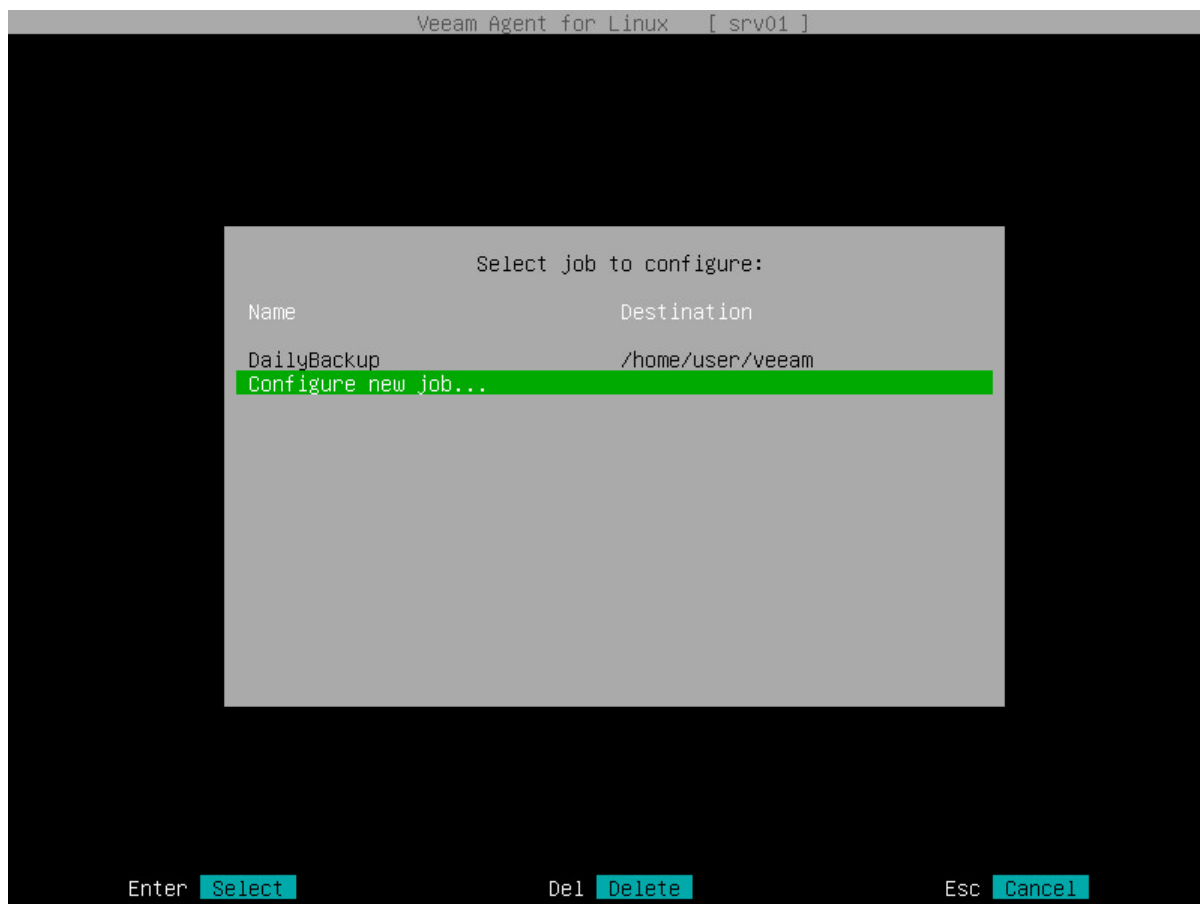 Veeam Agent for Linux [ srv01 ]
Select job to configure:
Name Destination
DailyBackup /home/user/veeam
Configure new job...
Enter Select Del Delete Esc Cancel